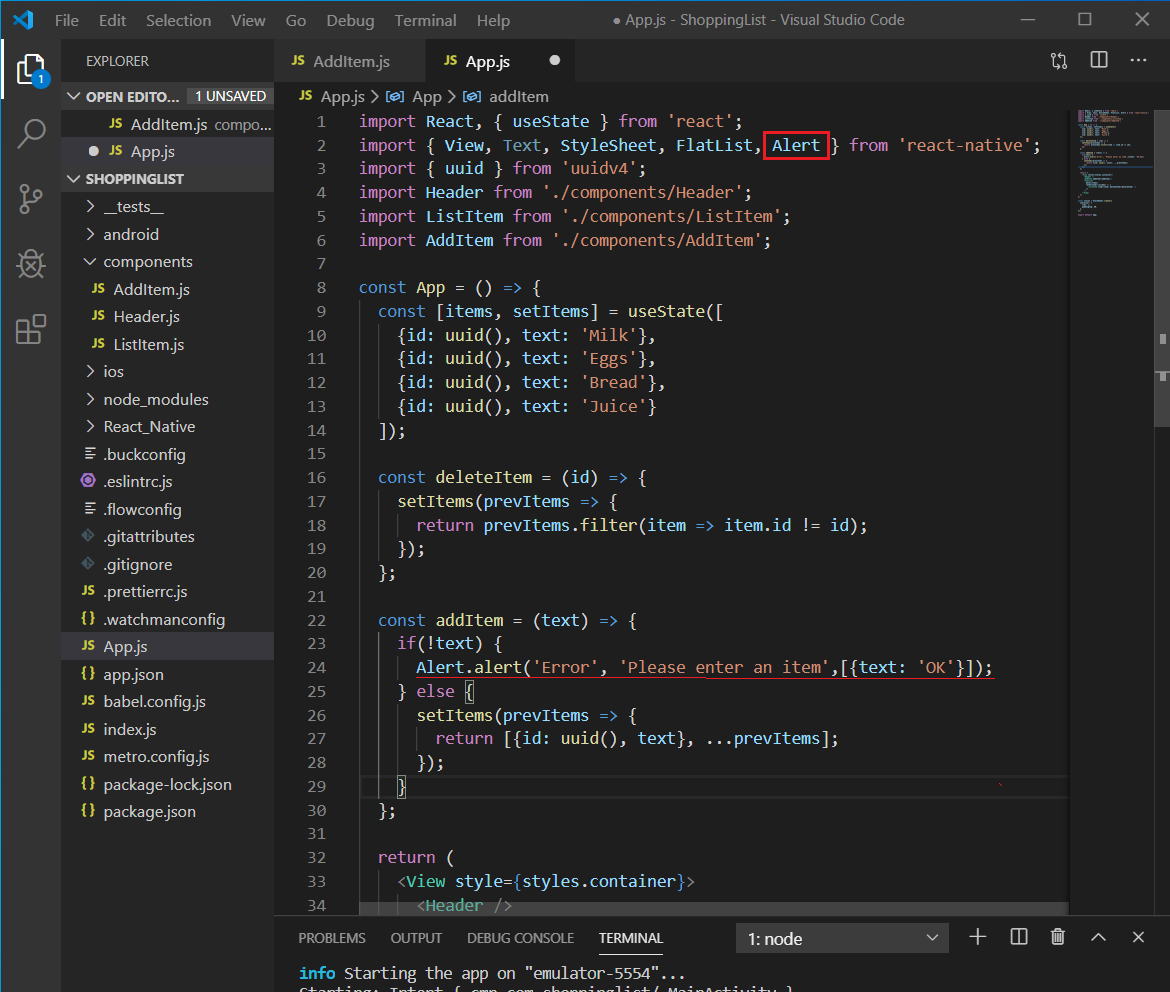 File Edit Selection View Go Debug Terminal Help ● App.js - ShoppingList - Visual Studio Code
EXPLORER
1
OPEN EDITO... 1 UNSAVED
JS AddItem.js compo...
● JS App.js
SHOPPINGLIST
__tests__
android
components
JS AddItem.js
JS Header.js
JS ListItem.js
ios
node_modules
React_Native
.buckconfig
.eslintrc.js
.flowconfig
.gitattributes
.gitignore
JS .prettierrc.js
{} .watchmanconfig
JS App.js
{} app.json
JS babel.config.js
JS index.js
JS metro.config.js
{} package-lock.json
{} package.json
JS AddItem.js JS App.js ●
JS App.js > App > addItem
1 import React, { useState } from 'react';
2 import { View, Text, StyleSheet, FlatList, Alert } from 'react-native';
3 import { uuid } from 'uuidv4';
4 import Header from './components/Header';
5 import ListItem from './components/ListItem';
6 import AddItem from './components/AddItem';
7
8 const App = () => {
9 const [items, setItems] = useState([
10 {id: uuid(), text: 'Milk'},
11 {id: uuid(), text: 'Eggs'},
12 {id: uuid(), text: 'Bread'},
13 {id: uuid(), text: 'Juice'}
14 ]);
15
16 const deleteItem = (id) => {
17 setItems(prevItems => {
18 return prevItems.filter(item => item.id != id);
19 });
20 };
21
22 const addItem = (text) => {
23 if(!text) {
24 Alert.alert('Error', 'Please enter an item',[{text: 'OK'}]);
25 } else {
26 setItems(prevItems => {
27 return [{id: uuid(), text}, ...prevItems];
28 });
29 }
30 };
31
32 return (
33 <View style={styles.container}>
34 <Header />
PROBLEMS OUTPUT DEBUG CONSOLE TERMINAL 1: node
info Starting the app on "emulator-5554"...
Starting: Intent { cmp=com.shoppinglist/.MainActivity }